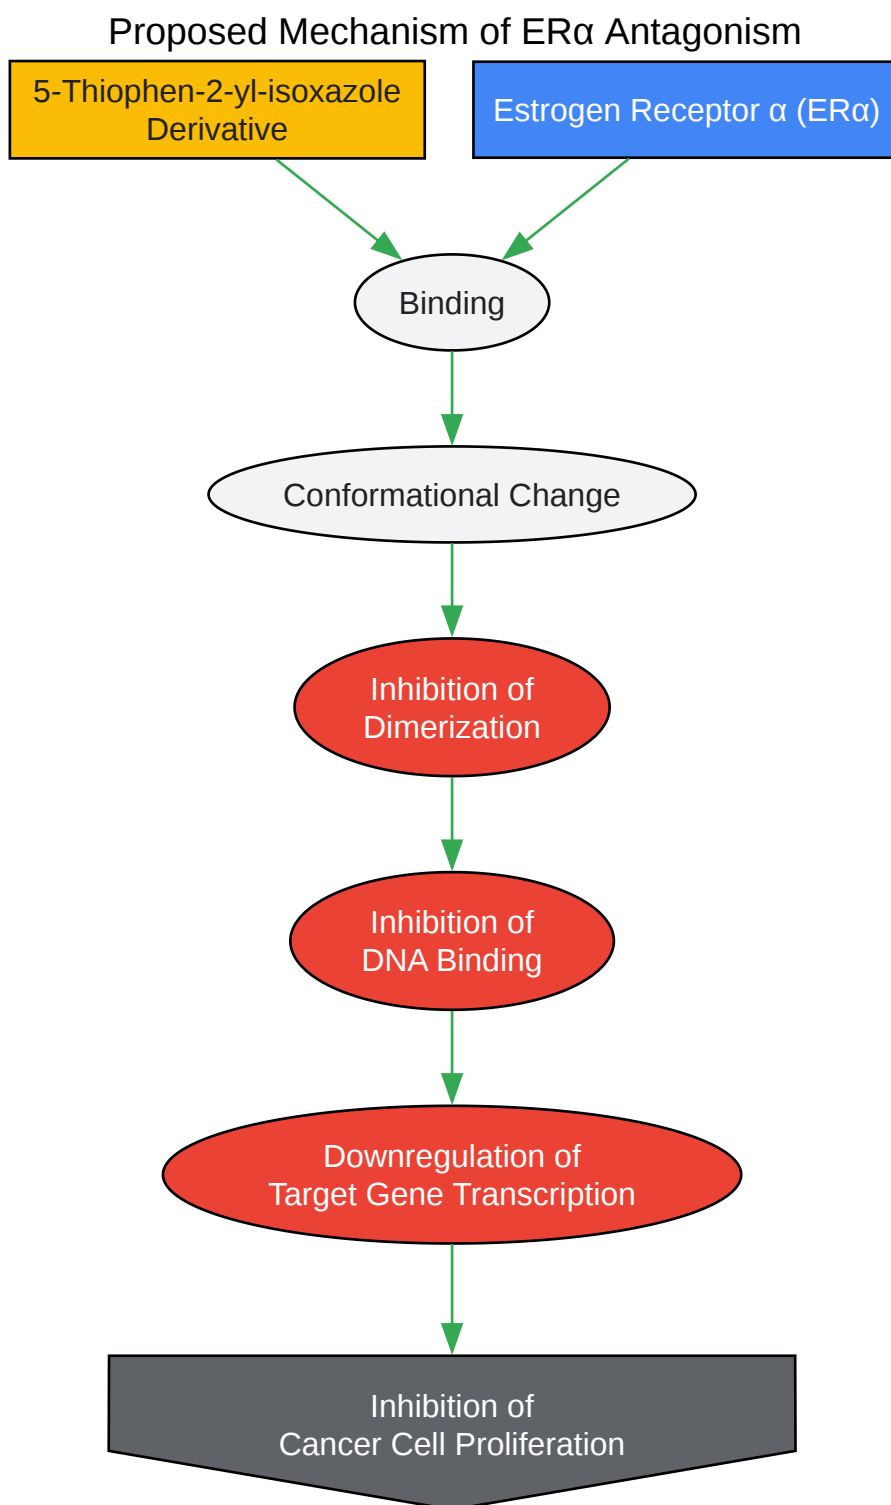 Proposed Mechanism of ERα Antagonism
5-Thiophen-2-yl-isoxazole
Derivative
Estrogen Receptor α (ERα)
Binding
Conformational Change
Inhibition of
Dimerization
Inhibition of
DNA Binding
Downregulation of
Target Gene Transcription
Inhibition of
Cancer Cell Proliferation